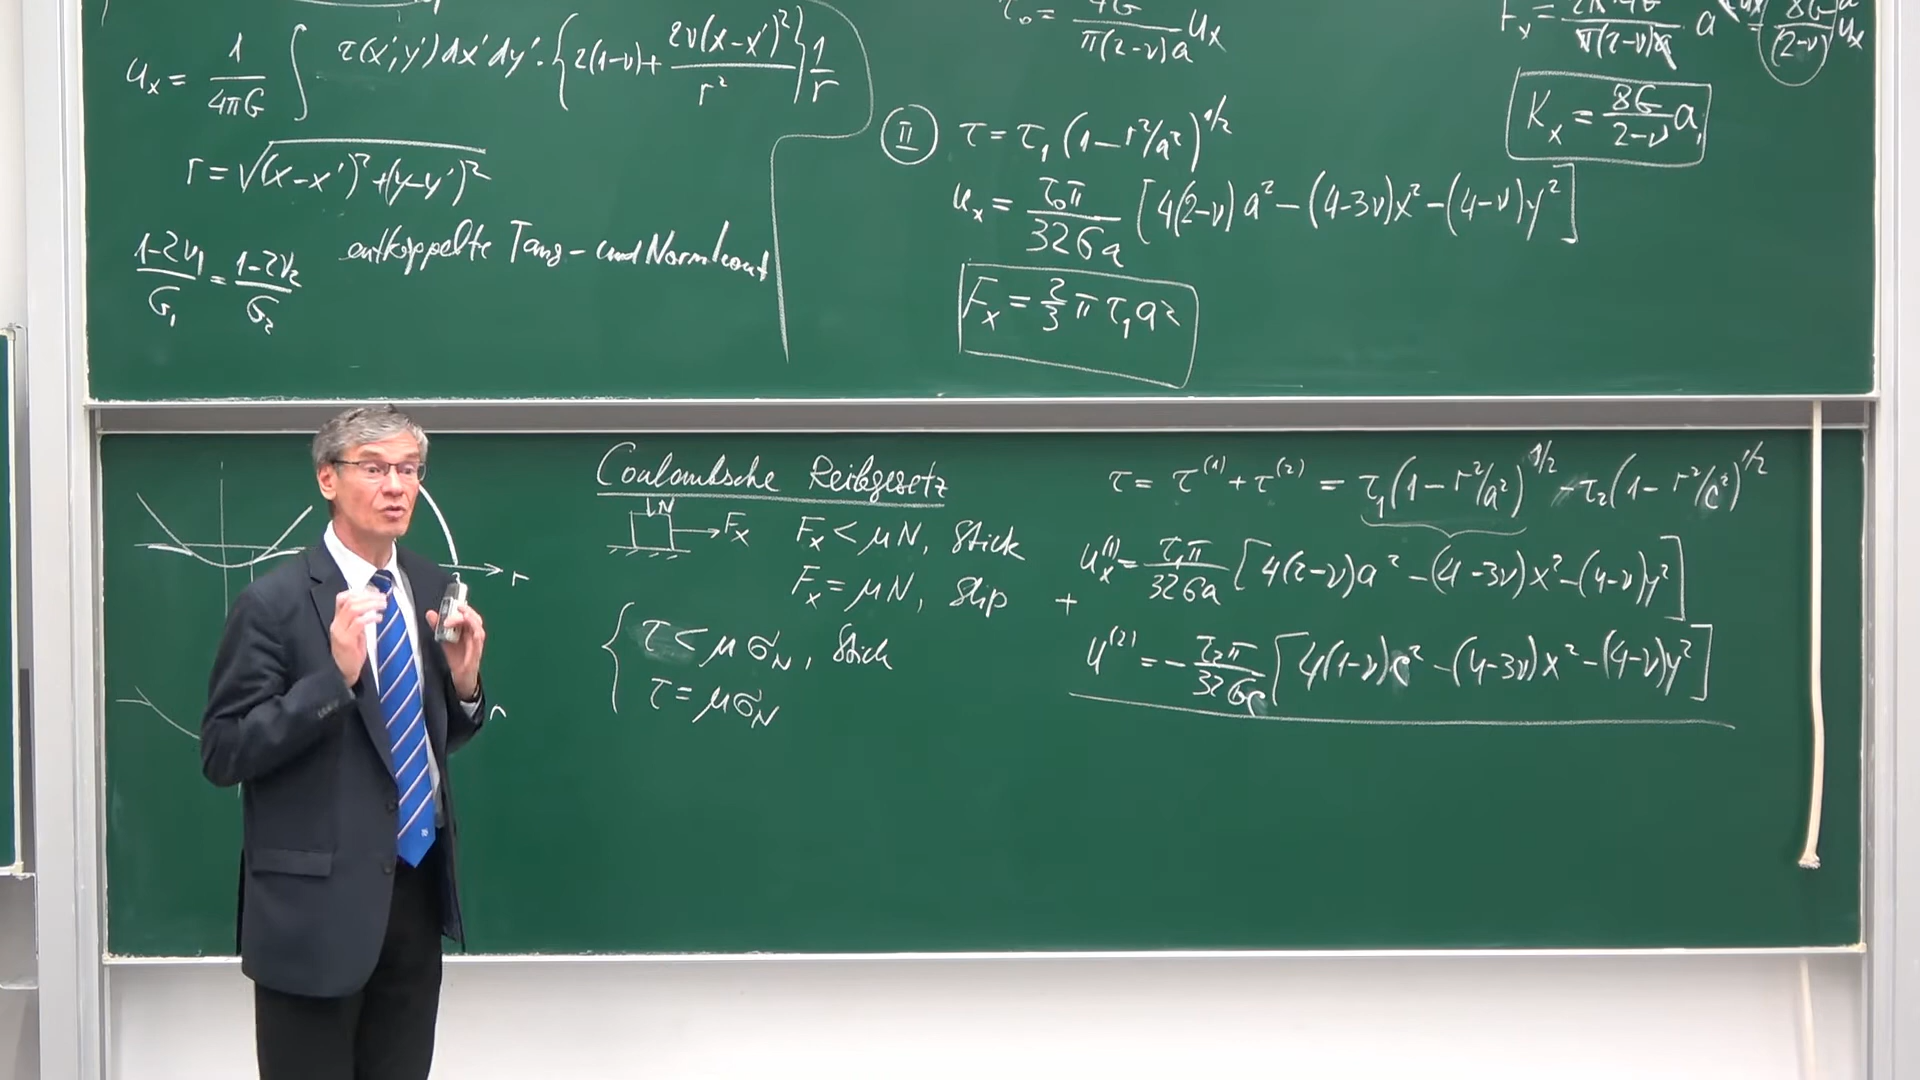 u_x = 1/(4πG) ∫ τ(x',y')dx'dy'·{2(1-ν)+ 2ν(x-x')²/r²} 1/r
r = √((x-x')²+(y-y')²)
(1-2ν₁)/G₁ = (1-2ν₂)/G₂ entkoppelte Tang- und Normkont
τ₀ = 4G/(π(2-ν)a) u_x
K_x = 8G/(2-ν) a
II τ = τ₁(1-r²/a²)^1/2
u_x = τ₀π/(32Ga) [4(2-ν)a² - (4-3ν)x² - (4-ν)y²]
F_x = 2/3 π τ₁ a²
r
Coulombsche Reibgesetz
N F_x F_x < μN, Stick
F_x = μN, Slip
τ < μσ_N, Stick
τ = μσ_N
τ = τ^(1) + τ^(2) = τ₁(1-r²/a²)^1/2 - τ₂(1-r²/c²)^1/2
u_x^(1) = τ₁π/(32Ga) [4(2-ν)a² - (4-3ν)x² - (4-ν)y²]
+
u^(2) = - τ₂π/(32Gc) [4(1-ν)c² - (4-3ν)x² - (4-ν)y²]